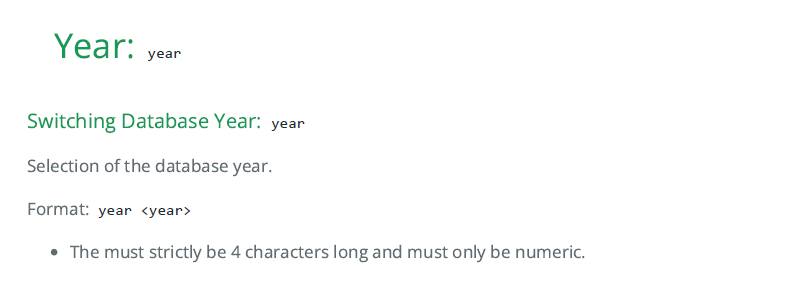 Year: year
Switching Database Year: year
Selection of the database year.
Format: year <year>
• The must strictly be 4 characters long and must only be numeric.